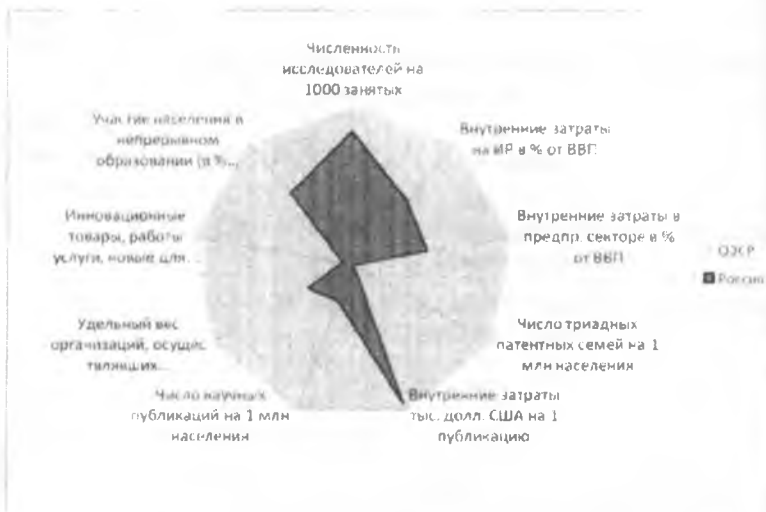 Численность
исследователей на
1000 занятых
Внутренние затраты
на ИР в % от ВВП
Внутренние затраты в
предпр. секторе в %
от ВВП
Число триадных
патентных семей на 1
млн населения
Внутренние затраты
тыс. долл. США на 1
публикацию
Число научных
публикаций на 1 млн
населения
Удельный вес
организаций, осущес
твлявших...
Инновационные
товары, работы
услуги, новые для...
Участие населения в
непрерывном
образовании (в %...
ОЭСР
Россия